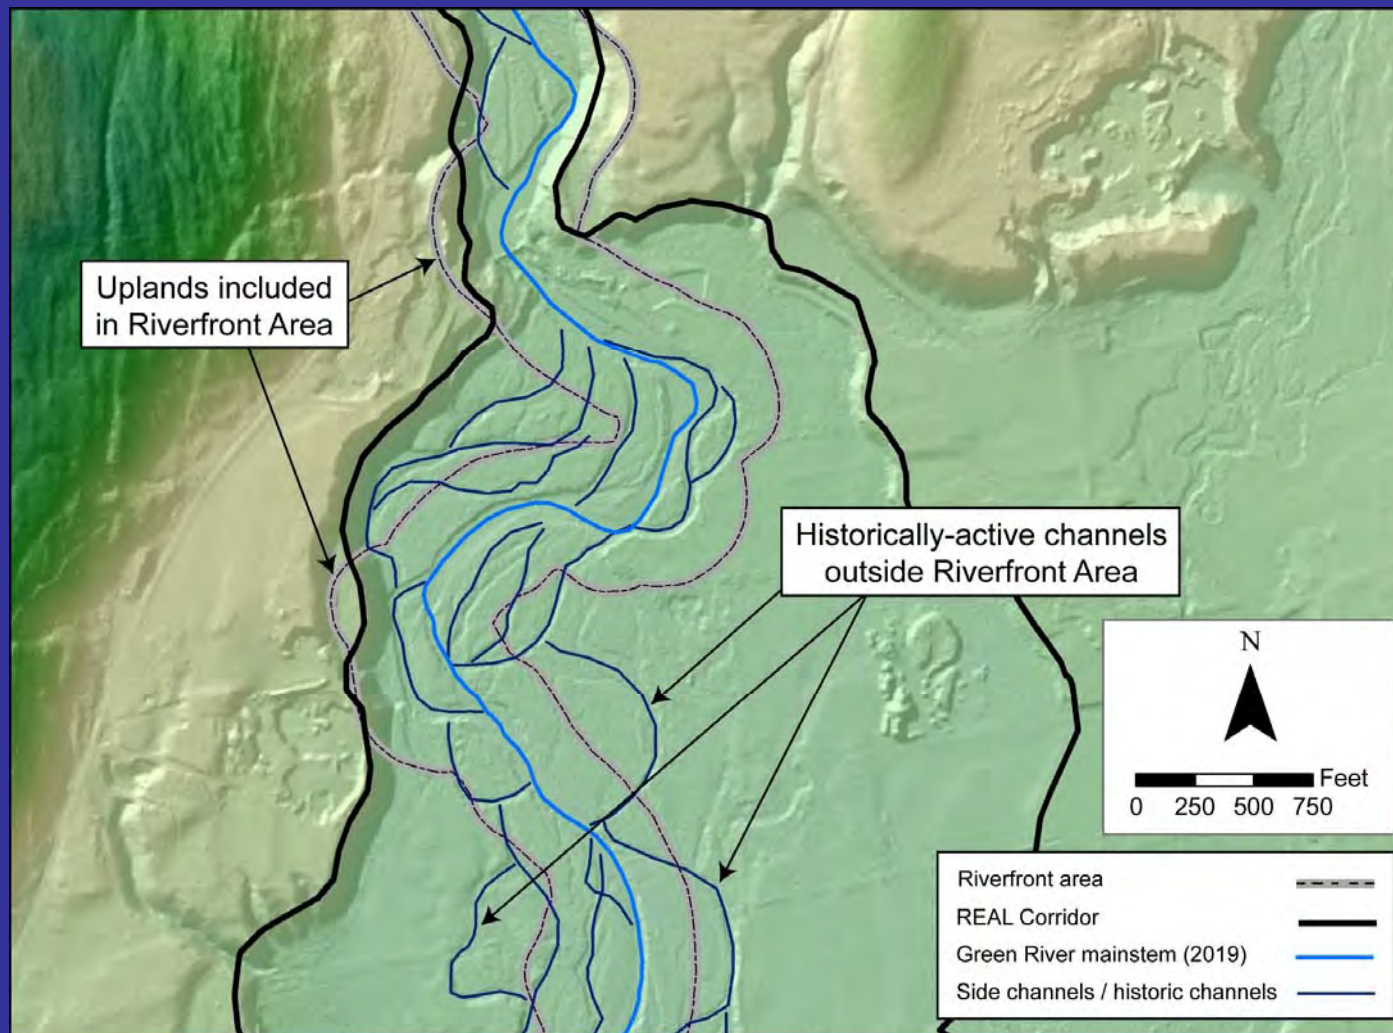 Uplands included
in Riverfront Area
Historically-active channels
outside Riverfront Area
N
Feet
0 250 500 750
Riverfront area
REAL Corridor
Green River mainstem (2019)
Side channels / historic channels